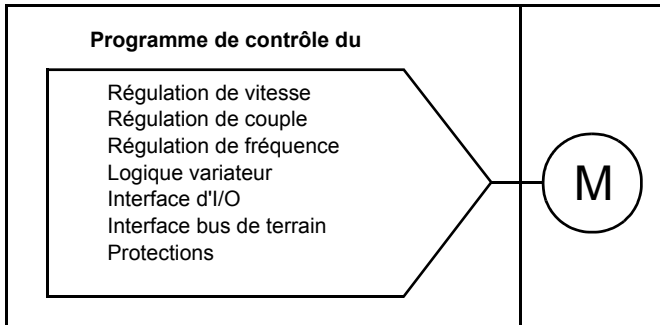 Programme de contrôle du
Régulation de vitesse
Régulation de couple
Régulation de fréquence
Logique variateur
Interface d'I/O
Interface bus de terrain
Protections
M